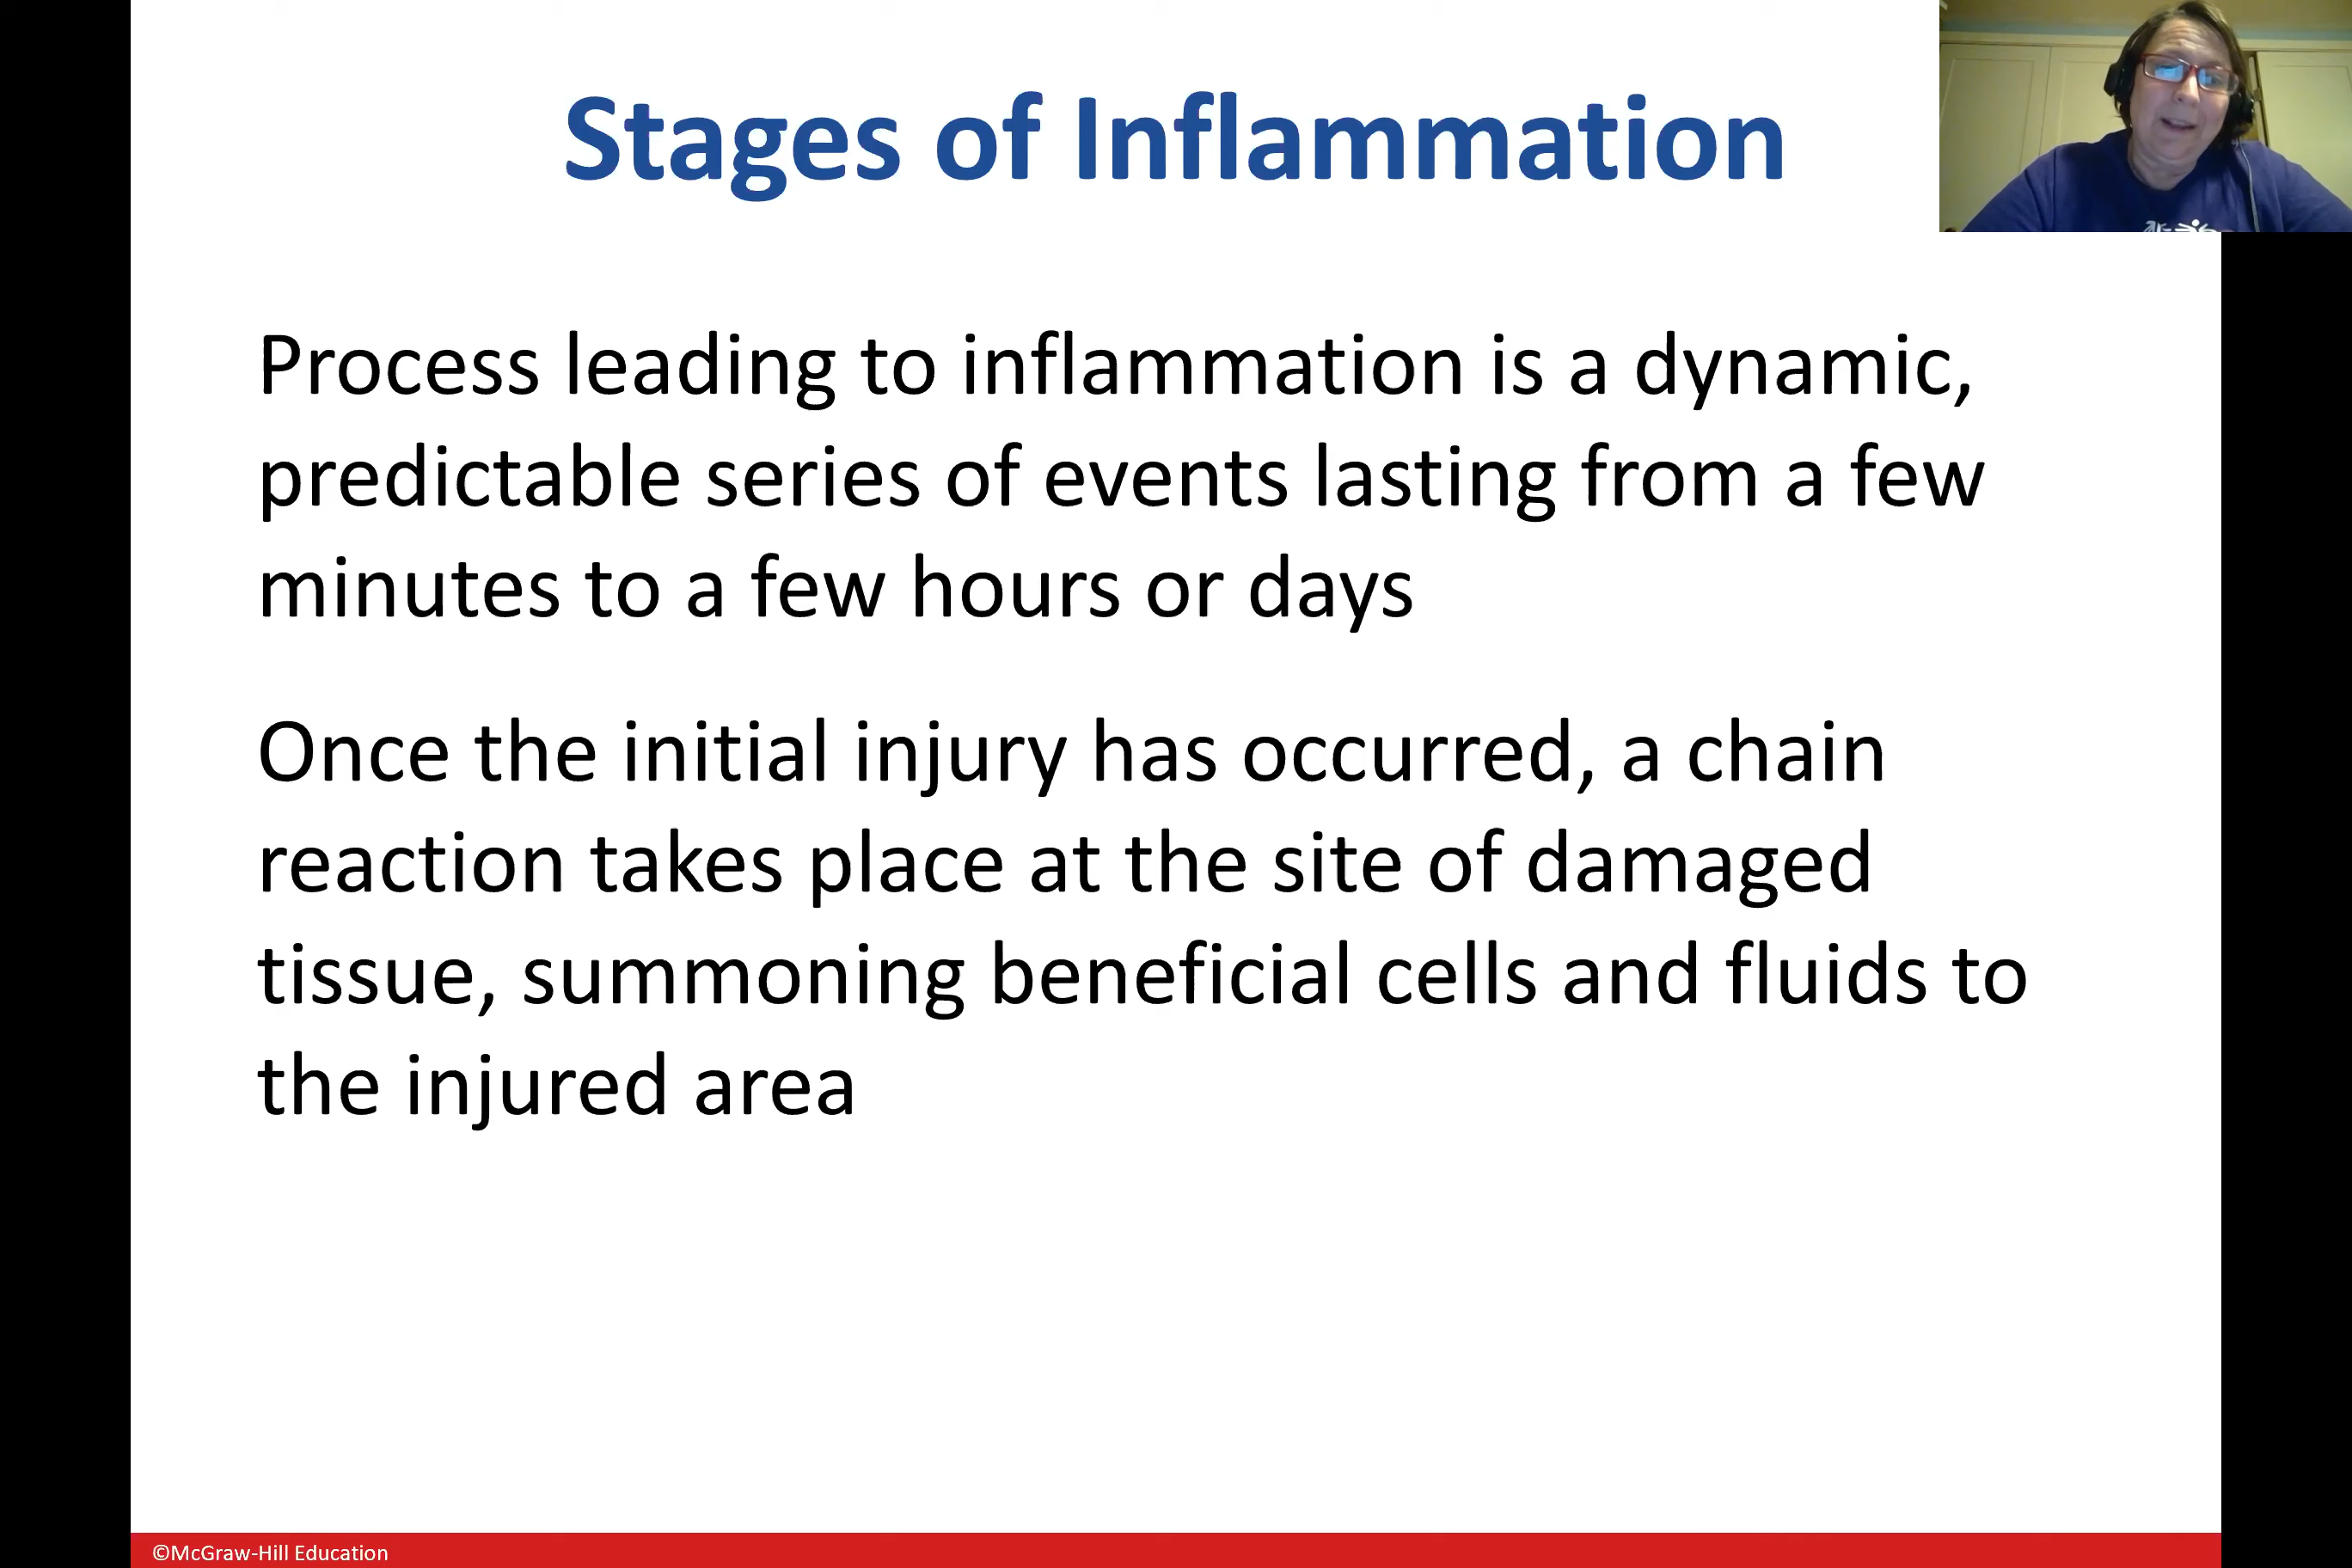 Stages of Inflammation
Process leading to inflammation is a dynamic,
predictable series of events lasting from a few
minutes to a few hours or days
Once the initial injury has occurred, a chain
reaction takes place at the site of damaged
tissue, summoning beneficial cells and fluids to
the injured area
©McGraw-Hill Education